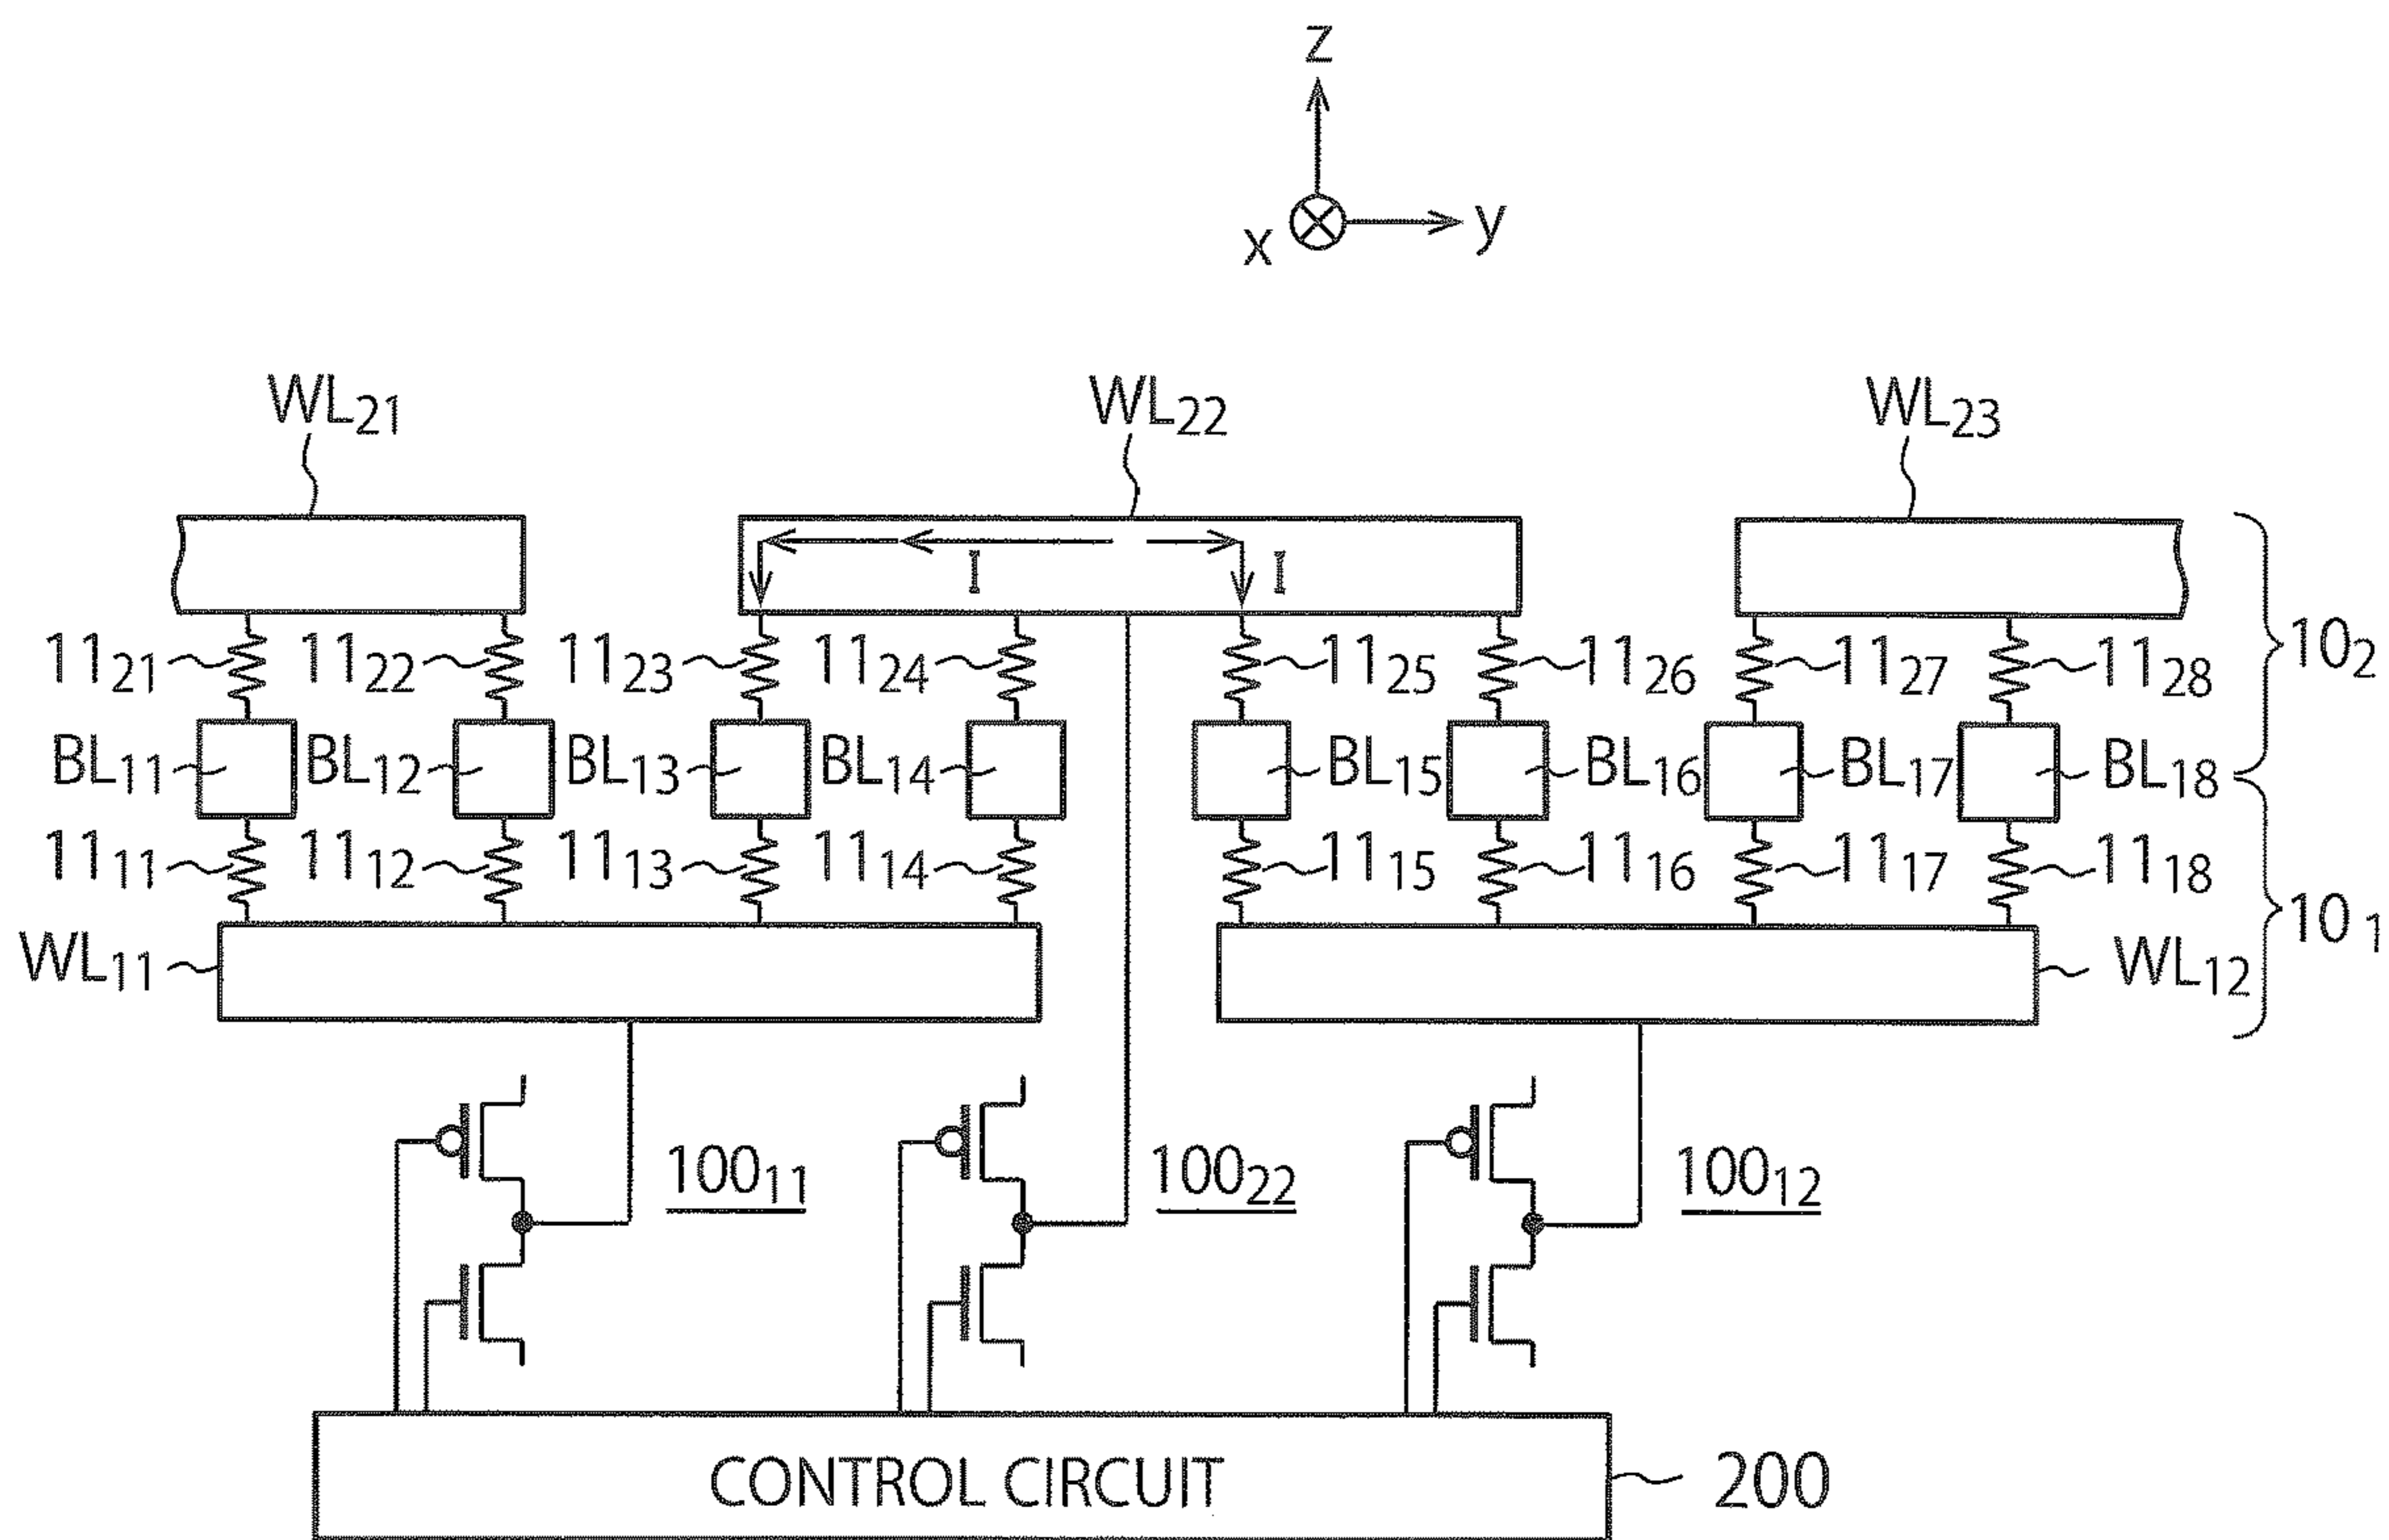 z
x y
WL21 WL22 WL23
I I
1121 1122 1123 1124 1125 1126 1127 1128 102
BL11 BL12 BL13 BL14 BL15 BL16 BL17 BL18
1111 1112 1113 1114 1115 1116 1117 1118 101
WL11 WL12
10011 10022 10012
CONTROL CIRCUIT 200